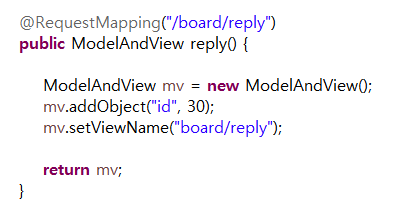 @RequestMapping("/board/reply")
public ModelAndView reply() {
ModelAndView mv = new ModelAndView();
mv.addObject("id", 30);
mv.setViewName("board/reply");
return mv;
}